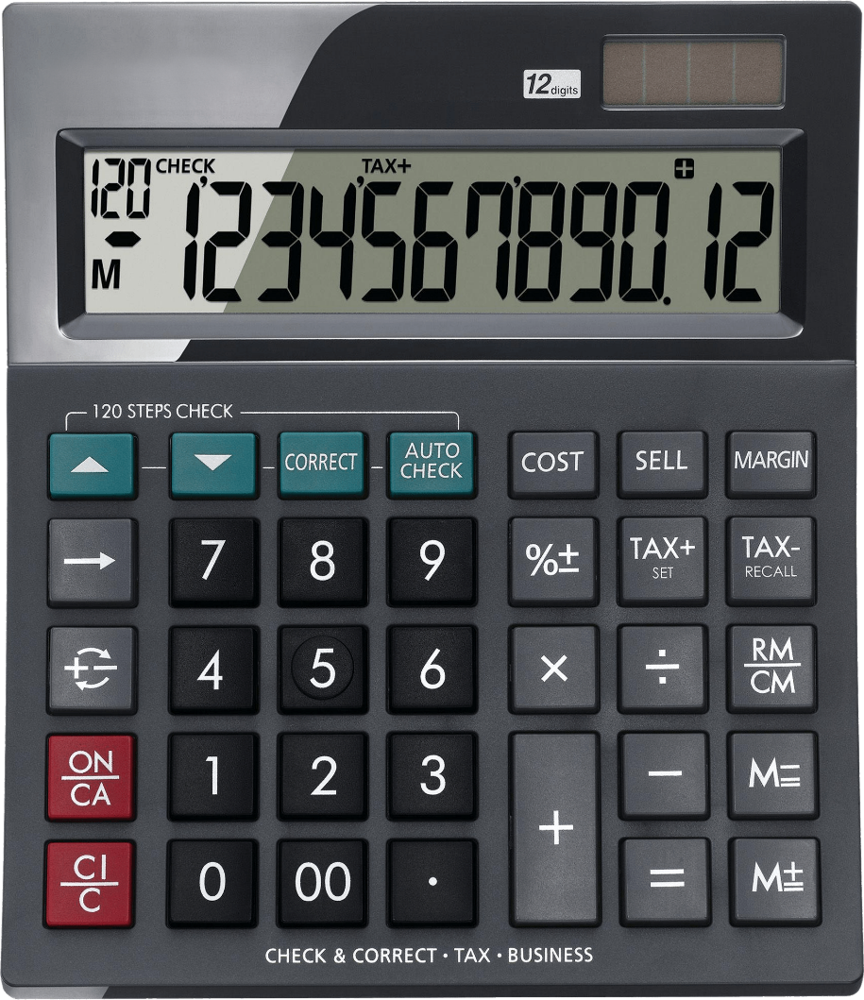 12 digits
120 CHECK TAX+ +
- M 1'234'567'890.12
120 STEPS CHECK
CORRECT AUTO CHECK COST SELL MARGIN
→ 7 8 9 %± TAX+ SET TAX- RECALL
4 5 6 × ÷ RM CM
ON CA 1 2 3 + − M=
CI C 0 00 · = M±
CHECK & CORRECT · TAX · BUSINESS